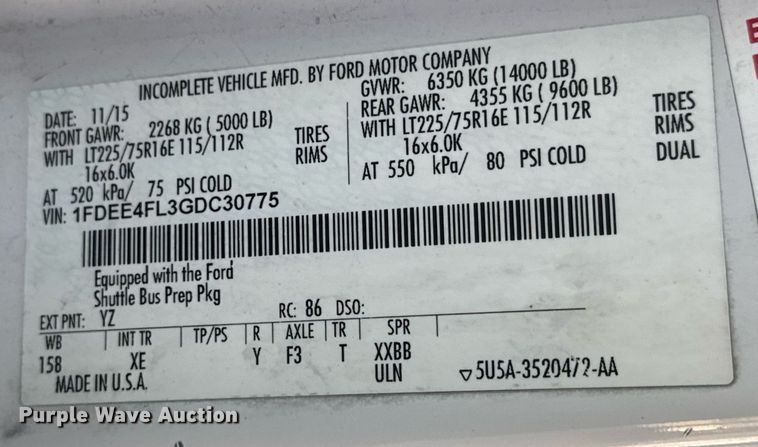 INCOMPLETE VEHICLE MFD. BY FORD MOTOR COMPANY
DATE: 11/15
FRONT GAWR: 2268 KG ( 5000 LB)
WITH LT225/75R16E 115/112R TIRES
16x6.0K RIMS
AT 520 kPa/ 75 PSI COLD
GVWR: 6350 KG (14000 LB)
REAR GAWR: 4355 KG ( 9600 LB)
WITH LT225/75R16E 115/112R TIRES
16x6.0K RIMS
AT 550 kPa/ 80 PSI COLD DUAL
VIN: 1FDEE4FL3GDC30775
Equipped with the Ford
Shuttle Bus Prep Pkg
EXT PNT: YZ RC: 86 DSO:
WB INT TR TP/PS R AXLE TR SPR
158 XE Y F3 T XXBB
MADE IN U.S.A. ULN ▽5U5A-3520472-AA
Purple Wave Auction